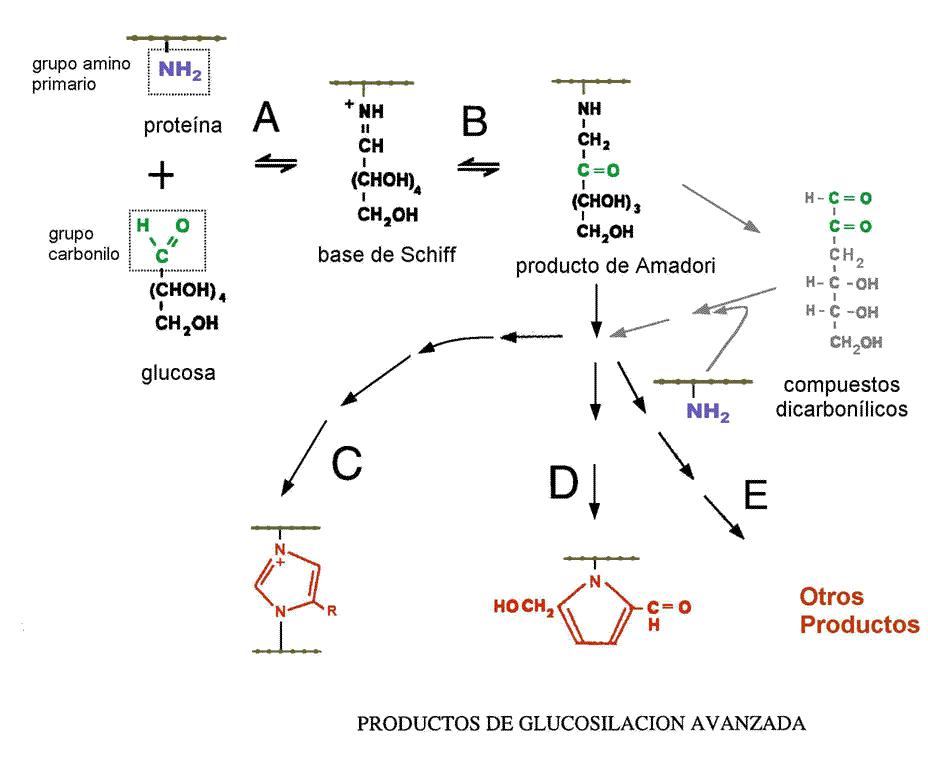 grupo amino
primario
NH2
proteína
+
grupo
carbonilo
H O
C
(CHOH)4
CH2OH
glucosa
A
+
NH
CH
(CHOH)4
CH2OH
base de Schiff
B
NH
CH2
C=O
(CHOH)3
CH2OH
producto de Amadori
H-C=O
C=O
CH2
H-C-OH
H-C-OH
CH2OH
compuestos
dicarbonílicos
NH2
C
D
E
N
+
N
R
N
HOCH2
C=O
H
Otros
Productos
PRODUCTOS DE GLUCOSILACION AVANZADA